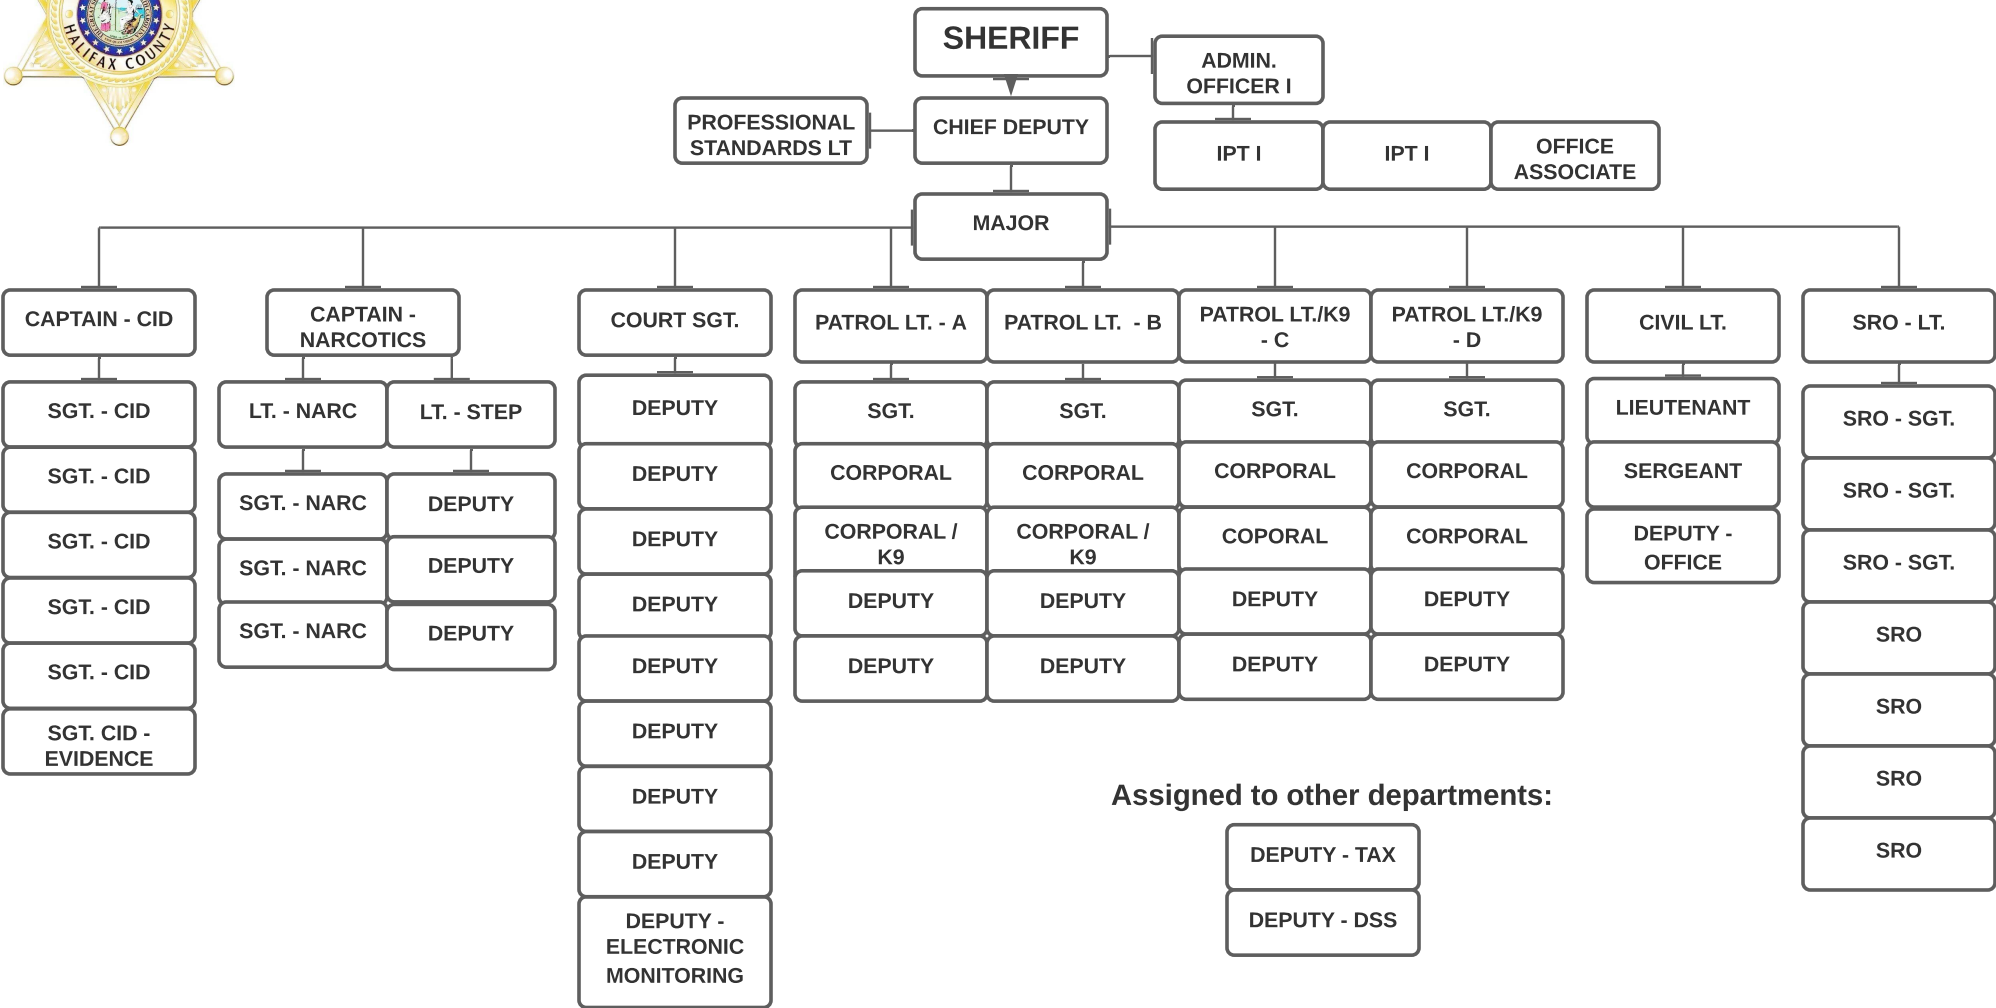 HALIFAX COUNTY
SHERIFF
ADMIN.
OFFICER I
PROFESSIONAL
STANDARDS LT
CHIEF DEPUTY
IPT I
IPT I
OFFICE
ASSOCIATE
MAJOR
CAPTAIN - CID
SGT. - CID
SGT. - CID
SGT. - CID
SGT. - CID
SGT. - CID
SGT. CID -
EVIDENCE
CAPTAIN -
NARCOTICS
LT. - NARC
SGT. - NARC
SGT. - NARC
SGT. - NARC
LT. - STEP
DEPUTY
DEPUTY
DEPUTY
COURT SGT.
DEPUTY
DEPUTY
DEPUTY
DEPUTY
DEPUTY
DEPUTY
DEPUTY
DEPUTY
DEPUTY -
ELECTRONIC
MONITORING
PATROL LT. - A
SGT.
CORPORAL
CORPORAL /
K9
DEPUTY
DEPUTY
PATROL LT. - B
SGT.
CORPORAL
CORPORAL /
K9
DEPUTY
DEPUTY
PATROL LT./K9
- C
SGT.
CORPORAL
COPORAL
DEPUTY
DEPUTY
PATROL LT./K9
- D
SGT.
CORPORAL
CORPORAL
DEPUTY
DEPUTY
CIVIL LT.
LIEUTENANT
SERGEANT
DEPUTY -
OFFICE
SRO - LT.
SRO - SGT.
SRO - SGT.
SRO - SGT.
SRO
SRO
SRO
SRO
Assigned to other departments:
DEPUTY - TAX
DEPUTY - DSS